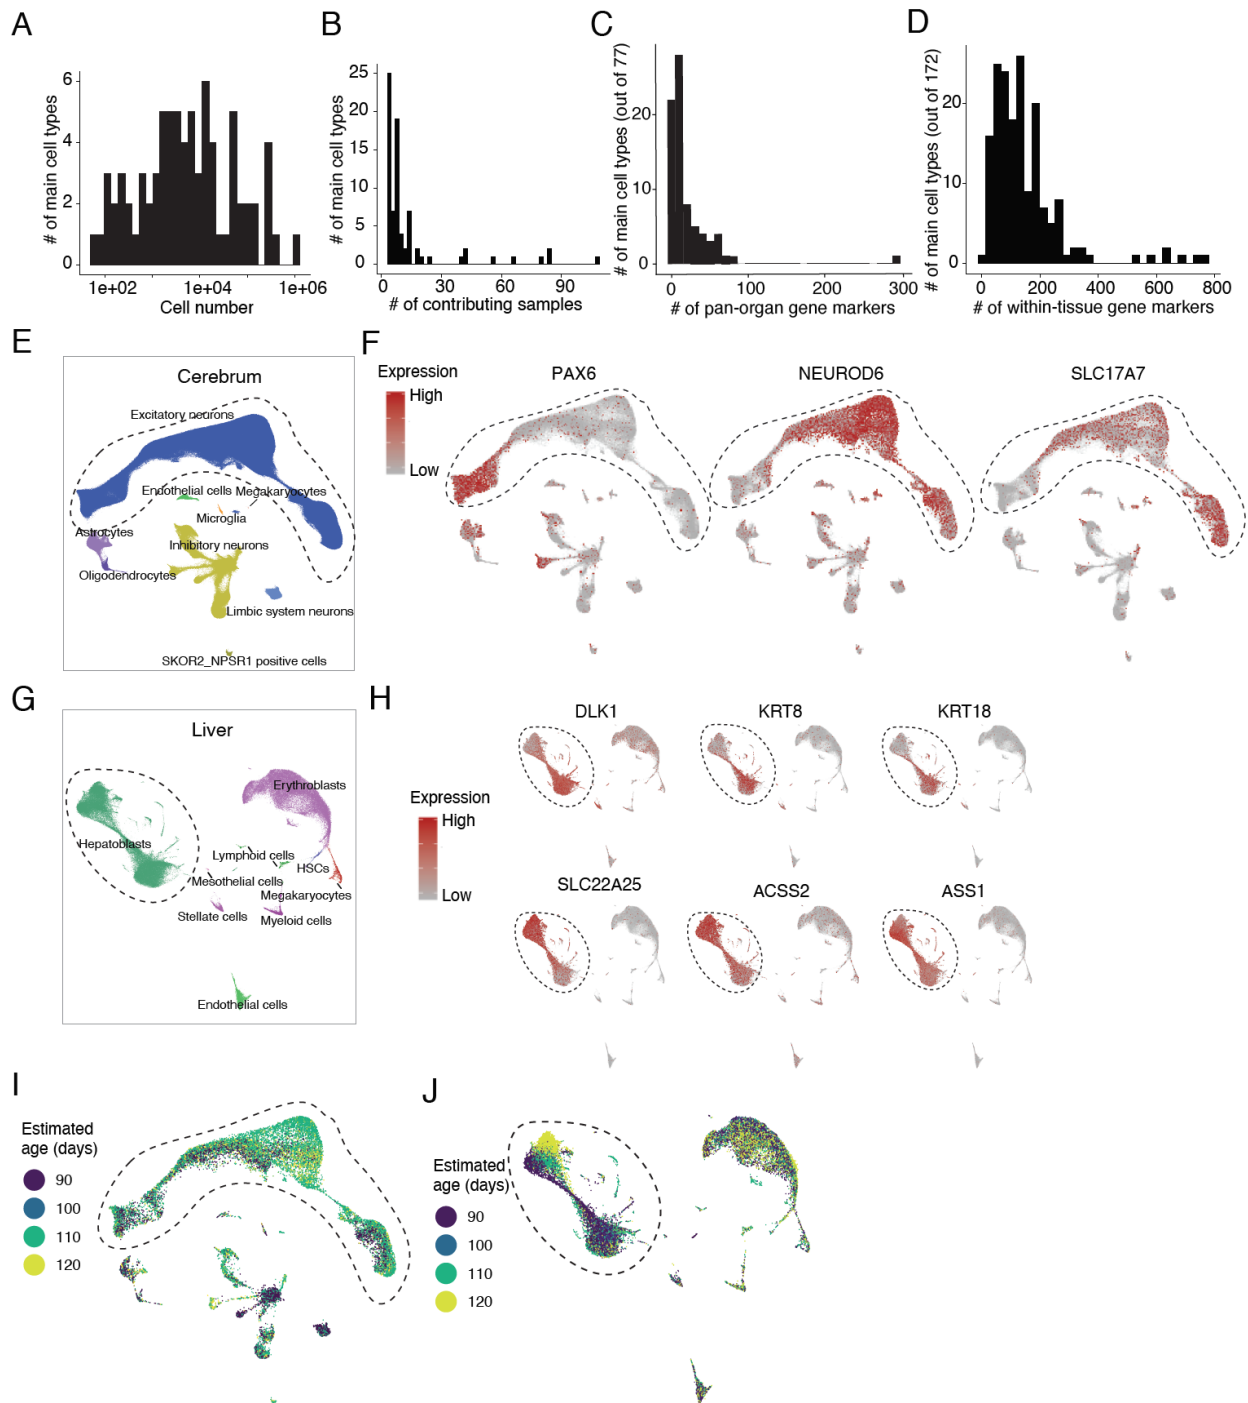 A
# of main cell types
6
4
2
0
1e+02
1e+04
1e+06
Cell number
B
# of main cell types
25
20
15
10
5
0
0
30
60
90
# of contributing samples
C
# of main cell types (out of 77)
20
10
0
0
100
200
300
# of pan-organ gene markers
D
# of main cell types (out of 172)
20
10
0
0
200
400
600
800
# of within-tissue gene markers
E
Cerebrum
Excitatory neurons
Endothelial cells
Megakaryocytes
Microglia
Astrocytes
Inhibitory neurons
Oligodendrocytes
Limbic system neurons
SKOR2_NPSR1 positive cells
F
Expression
High
Low
PAX6
NEUROD6
SLC17A7
G
Liver
Erythroblasts
Hepatoblasts
Lymphoid cells
HSCs
Mesothelial cells
Megakaryocytes
Stellate cells
Myeloid cells
Endothelial cells
H
Expression
High
Low
DLK1
KRT8
KRT18
SLC22A25
ACSS2
ASS1
I
Estimated
age (days)
90
100
110
120
J
Estimated
age (days)
90
100
110
120